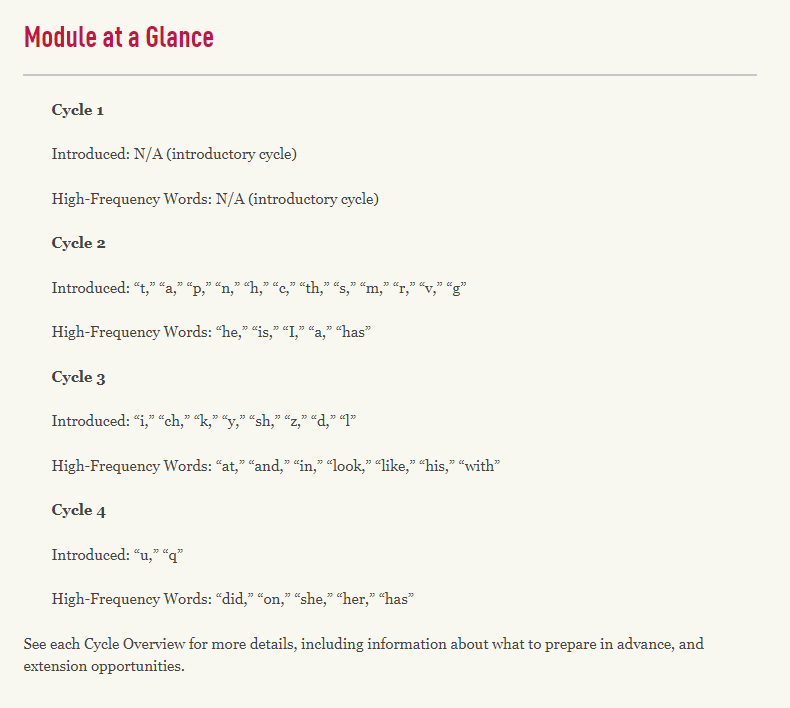 Module at a Glance
Cycle 1
Introduced: N/A (introductory cycle)
High-Frequency Words: N/A (introductory cycle)
Cycle 2
Introduced: “t,” “a,” “p,” “n,” “h,” “c,” “th,” “s,” “m,” “r,” “v,” “g”
High-Frequency Words: “he,” “is,” “I,” “a,” “has”
Cycle 3
Introduced: “i,” “ch,” “k,” “y,” “sh,” “z,” “d,” “l”
High-Frequency Words: “at,” “and,” “in,” “look,” “like,” “his,” “with”
Cycle 4
Introduced: “u,” “q”
High-Frequency Words: “did,” “on,” “she,” “her,” “has”
See each Cycle Overview for more details, including information about what to prepare in advance, and
extension opportunities.